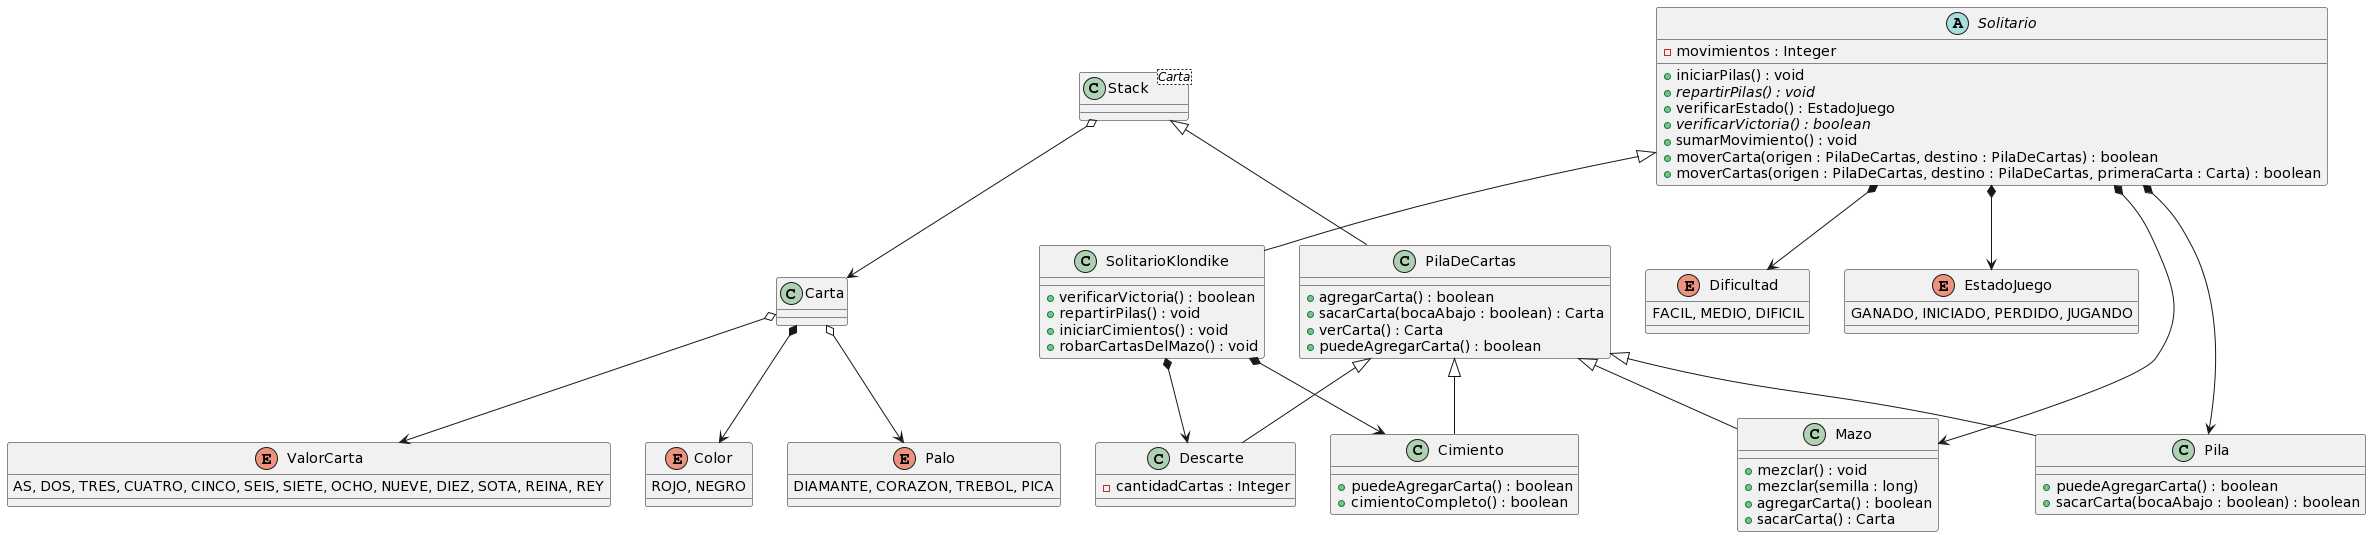 A Solitario
movimientos : Integer
iniciarPilas() : void
repartirPilas() : void
verificarEstado() : EstadoJuego
verificarVictoria() : boolean
sumarMovimiento() : void
moverCarta(origen : PilaDeCartas, destino : PilaDeCartas) : boolean
moverCartas(origen : PilaDeCartas, destino : PilaDeCartas, primeraCarta : Carta) : boolean
C Stack Carta
C Carta
C SolitarioKlondike
verificarVictoria() : boolean
repartirPilas() : void
iniciarCimientos() : void
robarCartasDelMazo() : void
C PilaDeCartas
agregarCarta() : boolean
sacarCarta(bocaAbajo : boolean) : Carta
verCarta() : Carta
puedeAgregarCarta() : boolean
E Dificultad
FACIL, MEDIO, DIFICIL
E EstadoJuego
GANADO, INICIADO, PERDIDO, JUGANDO
E ValorCarta
AS, DOS, TRES, CUATRO, CINCO, SEIS, SIETE, OCHO, NUEVE, DIEZ, SOTA, REINA, REY
E Color
ROJO, NEGRO
E Palo
DIAMANTE, CORAZON, TREBOL, PICA
C Descarte
cantidadCartas : Integer
C Cimiento
puedeAgregarCarta() : boolean
cimientoCompleto() : boolean
C Mazo
mezclar() : void
mezclar(semilla : long)
agregarCarta() : boolean
sacarCarta() : Carta
C Pila
puedeAgregarCarta() : boolean
sacarCarta(bocaAbajo : boolean) : boolean